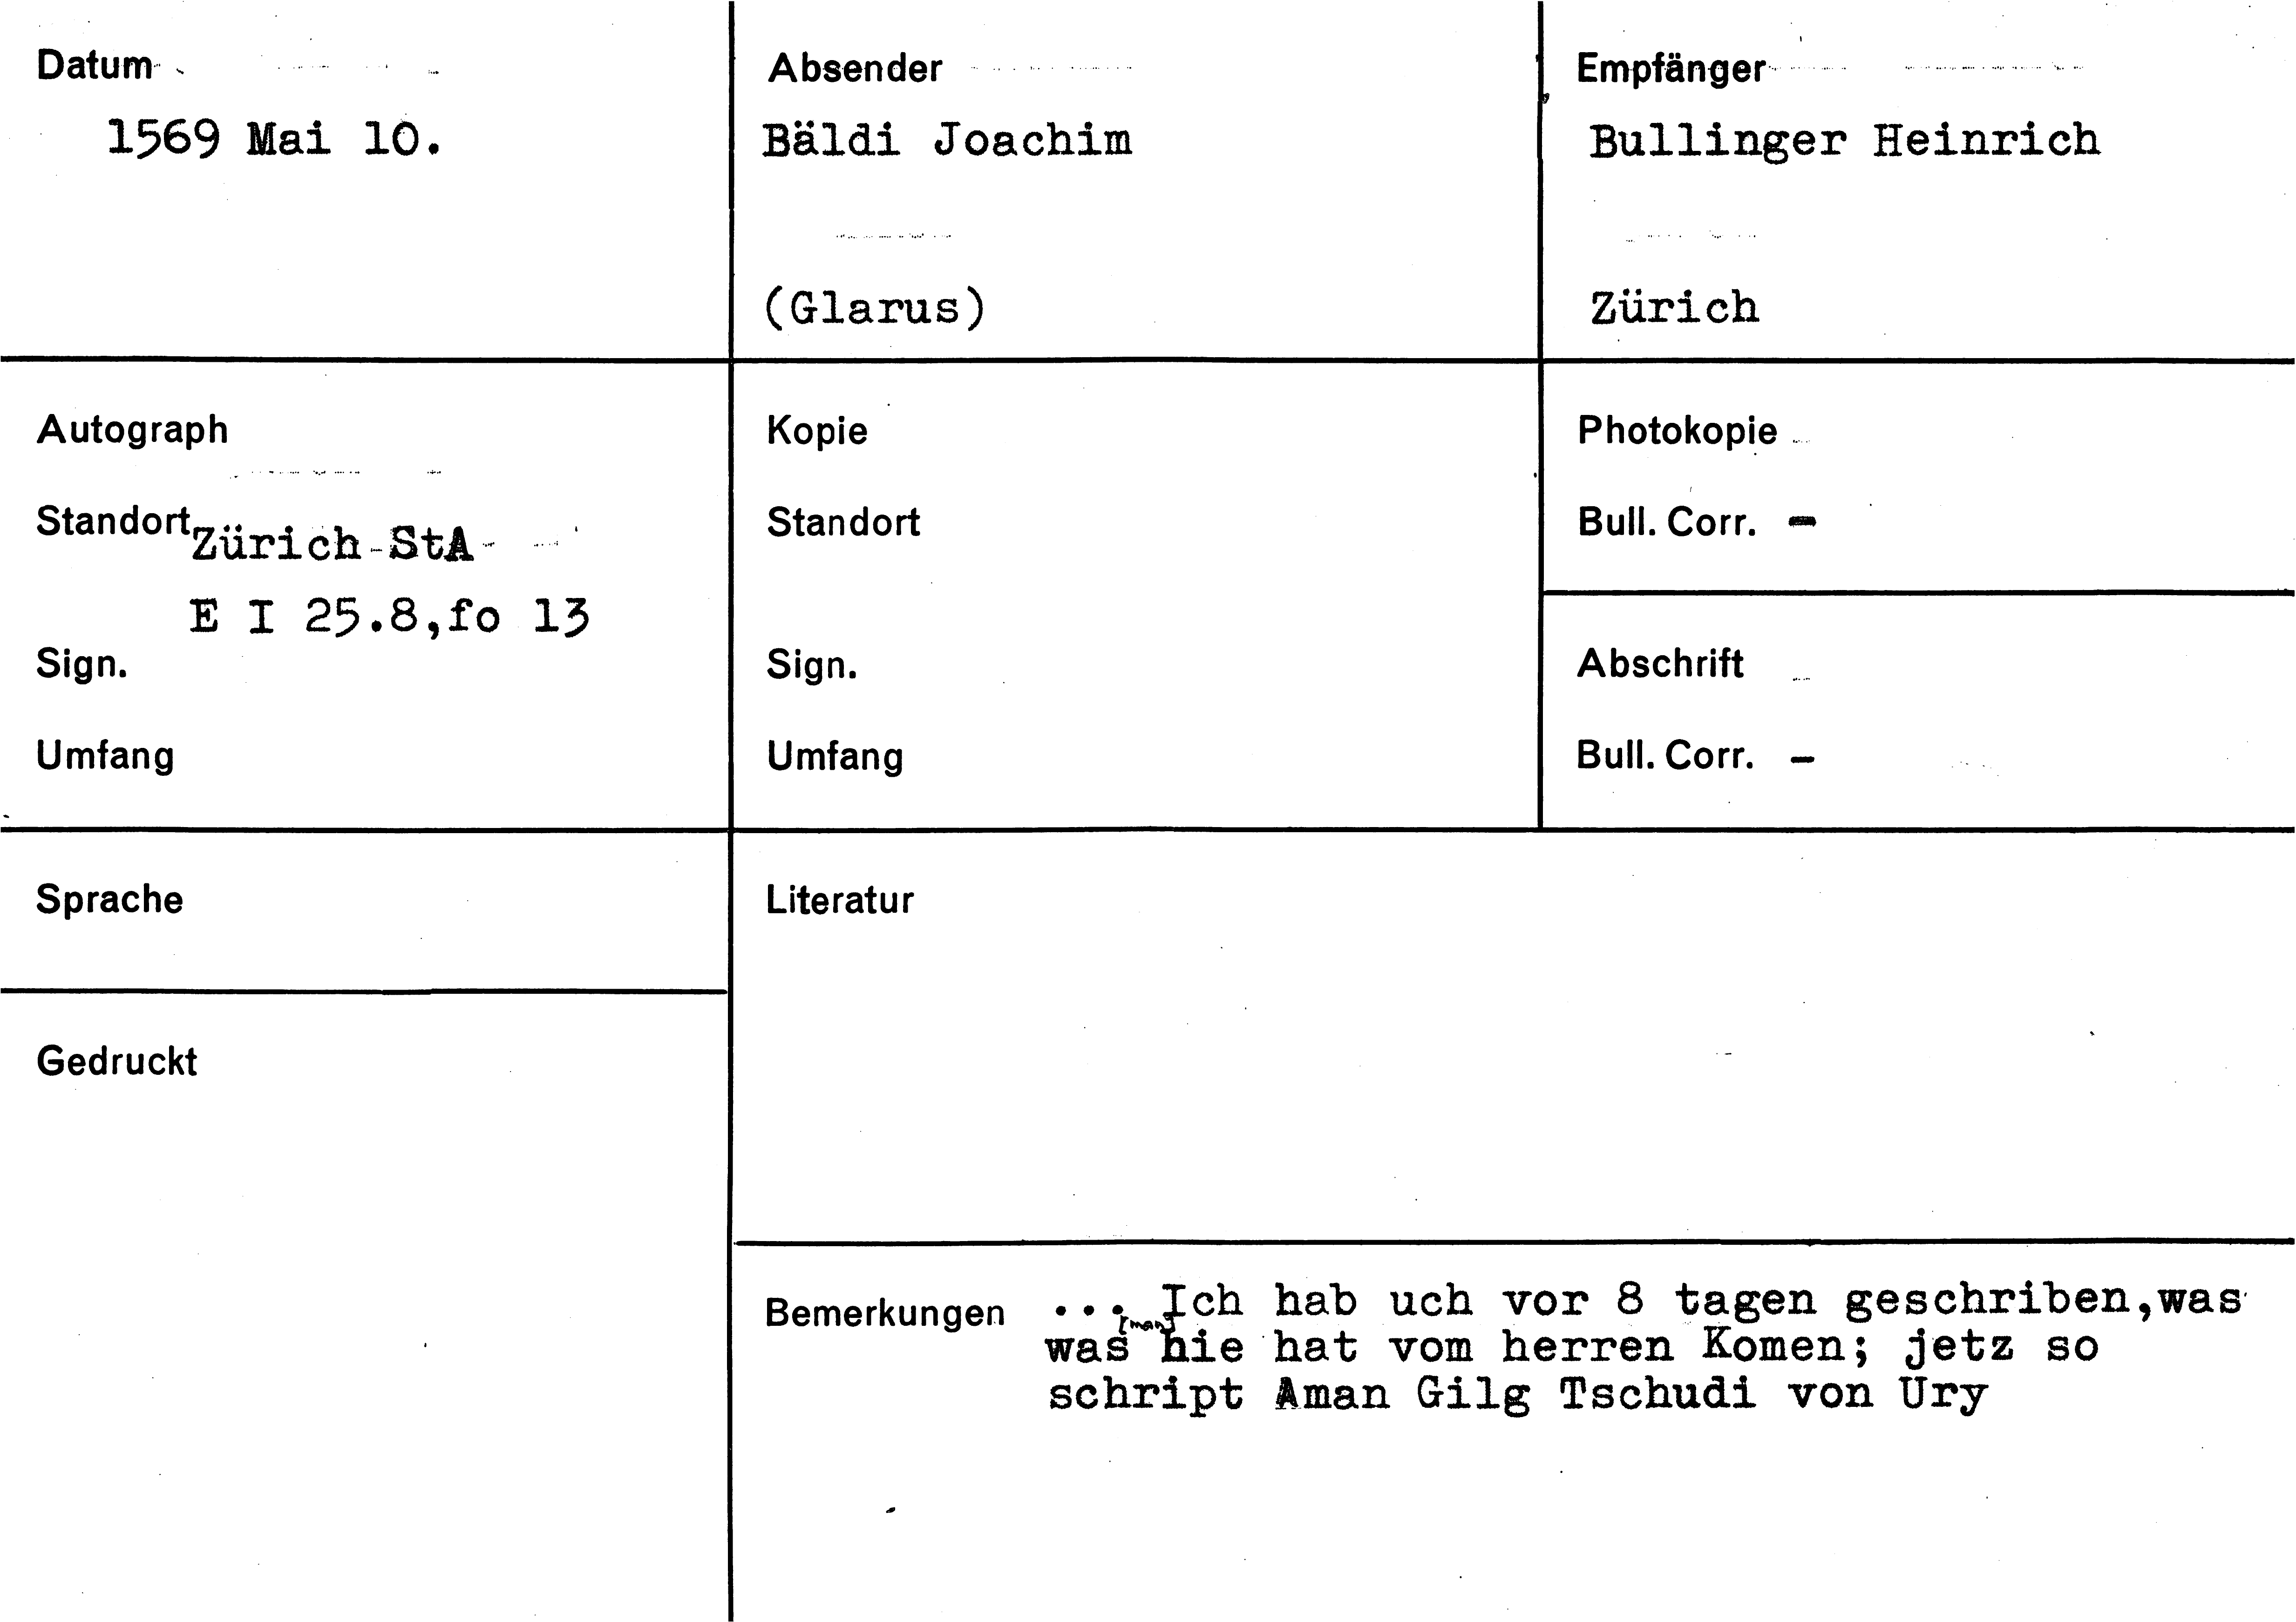 Datum
1569 Mai 10.
Absender
Bäldi Joachim
(Glarus)
Empfänger
Bullinger Heinrich
Zürich
Autograph
Standort Zürich StA
E I 25.8,fo 13
Sign.
Umfang
Kopie
Standort
Sign.
Umfang
Photokopie
Bull. Corr. -
Abschrift
Bull. Corr. -
Sprache
Gedruckt
Literatur
Bemerkungen ... Ich hab uch vor 8 tagen geschriben,was
was [man] hie hat vom herren Komen; jetz so
schript Aman Gilg Tschudi von Ury